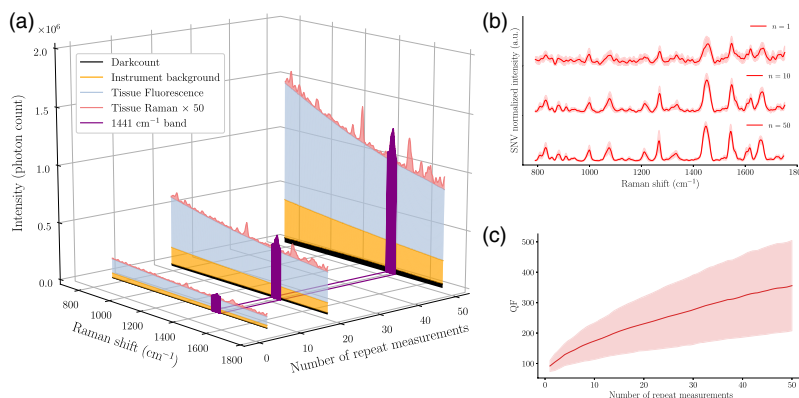 (a)
×10⁶
2.0
1.5
1.0
0.5
0.0
Intensity (photon count)
Darkcount
Instrument background
Tissue Fluorescence
Tissue Raman × 50
1441 cm⁻¹ band
800
1000
1200
1400
1600
1800
Raman shift (cm⁻¹)
0
10
20
30
40
50
Number of repeat measurements
(b)
SNV normalized intensity (a.u.)
n = 1
n = 10
n = 50
800 1000 1200 1400 1600 1800
Raman shift (cm⁻¹)
(c)
QF
500
400
300
200
100
0 10 20 30 40 50
Number of repeat measurements